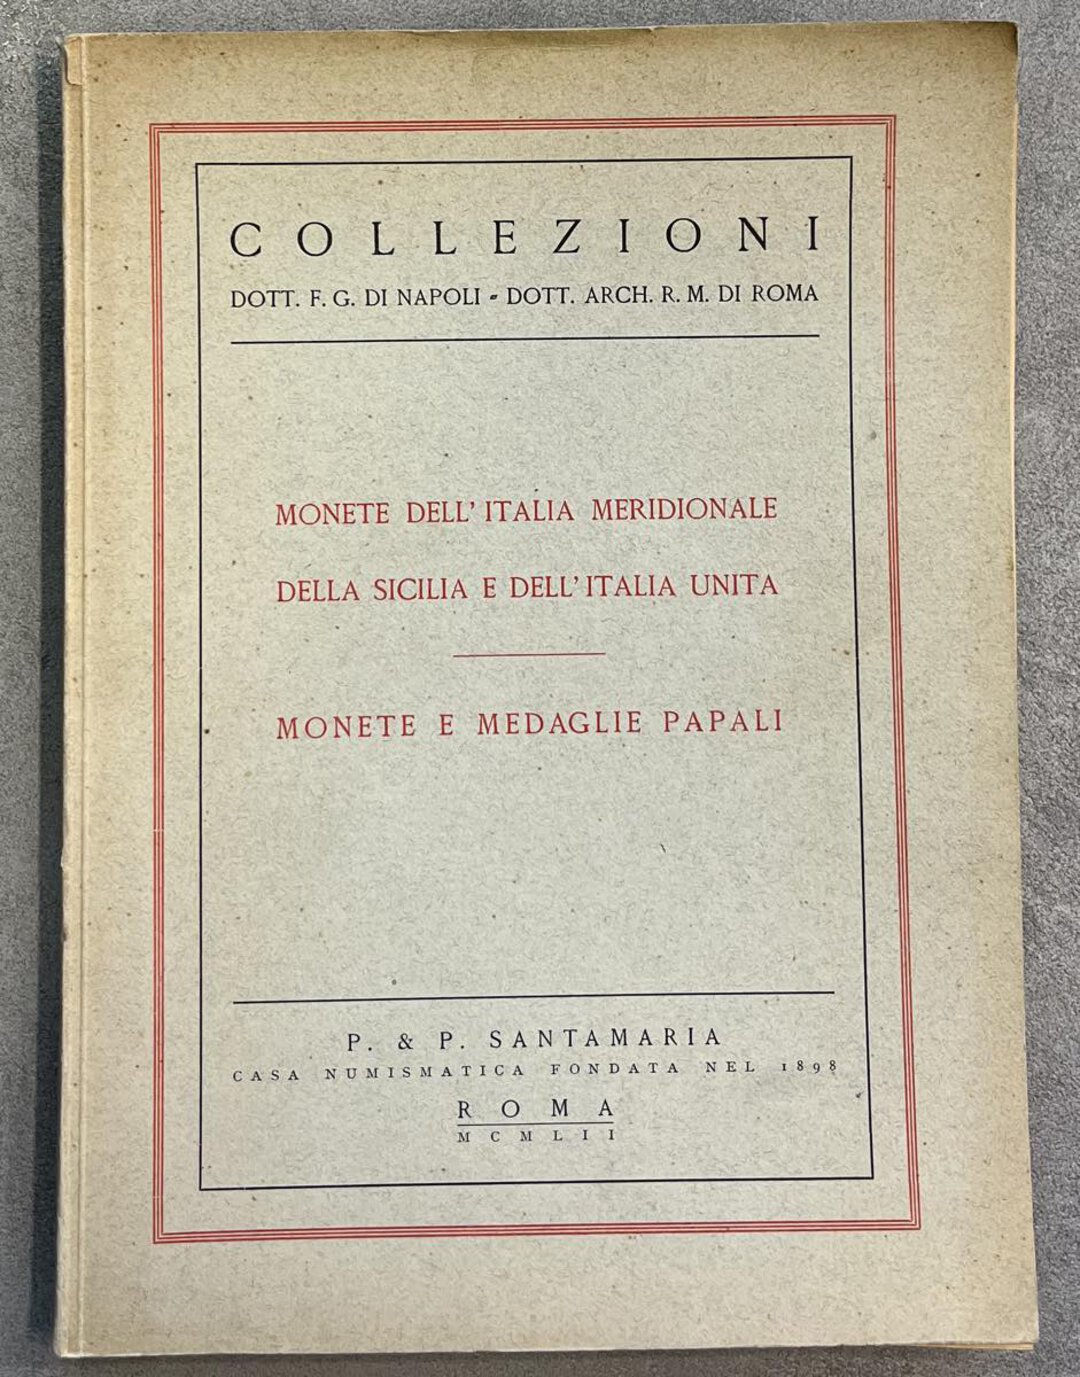 COLLEZIONI
DOTT. F. G. DI NAPOLI - DOTT. ARCH. R. M. DI ROMA
MONETE DELL'ITALIA MERIDIONALE
DELLA SICILIA E DELL'ITALIA UNITA
MONETE E MEDAGLIE PAPALI
P. & P. SANTAMARIA
CASA NUMISMATICA FONDATA NEL 1898
ROMA
MCMLII